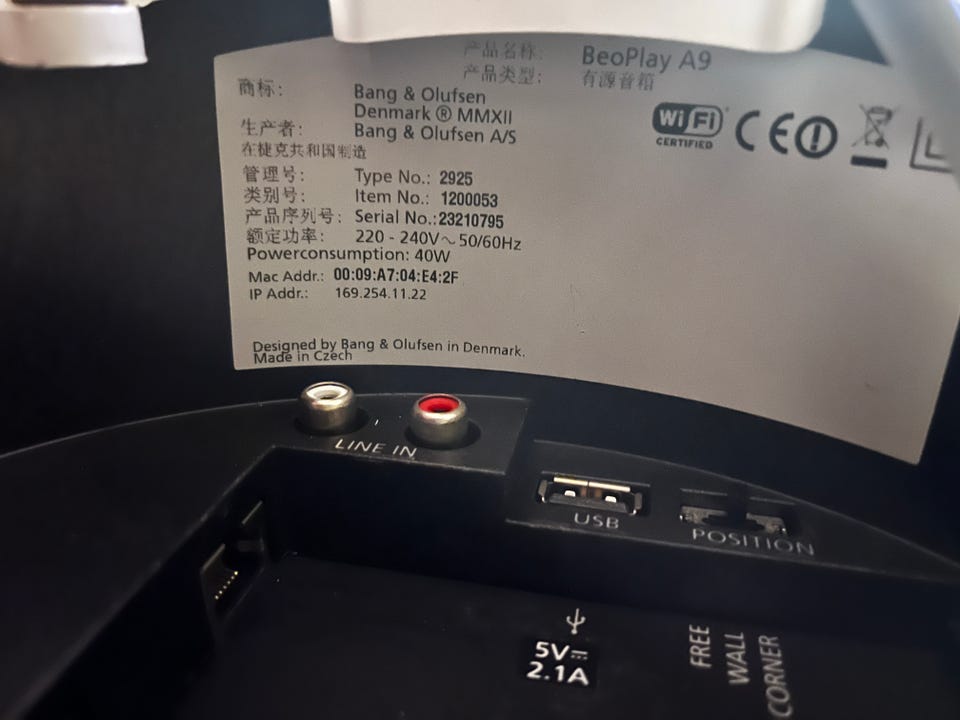 产品名称: BeoPlay A9
产品类型: 有源音箱
商标: Bang & Olufsen
Denmark ® MMXII
生产者: Bang & Olufsen A/S
在捷克共和国制造
管理号: Type No.: 2925
类别号: Item No.: 1200053
产品序列号: Serial No.:23210795
额定功率: 220 - 240V~ 50/60Hz
Powerconsumption: 40W
Mac Addr.: 00:09:A7:04:E4:2F
IP Addr.: 169.254.11.22
Designed by Bang & Olufsen in Denmark.
Made in Czech
Wi Fi
CERTIFIED
CE
LINE IN
USB
POSITION
5V
2.1A
FREE
WALL
CORNER